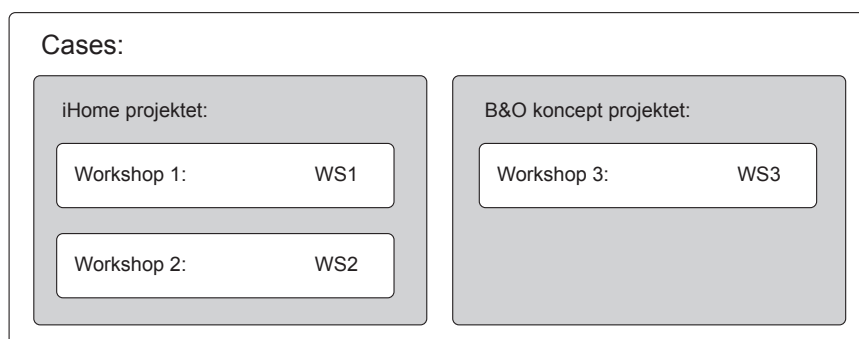 Cases:
iHome projektet:
Workshop 1: WS1
Workshop 2: WS2
B&O koncept projektet:
Workshop 3: WS3